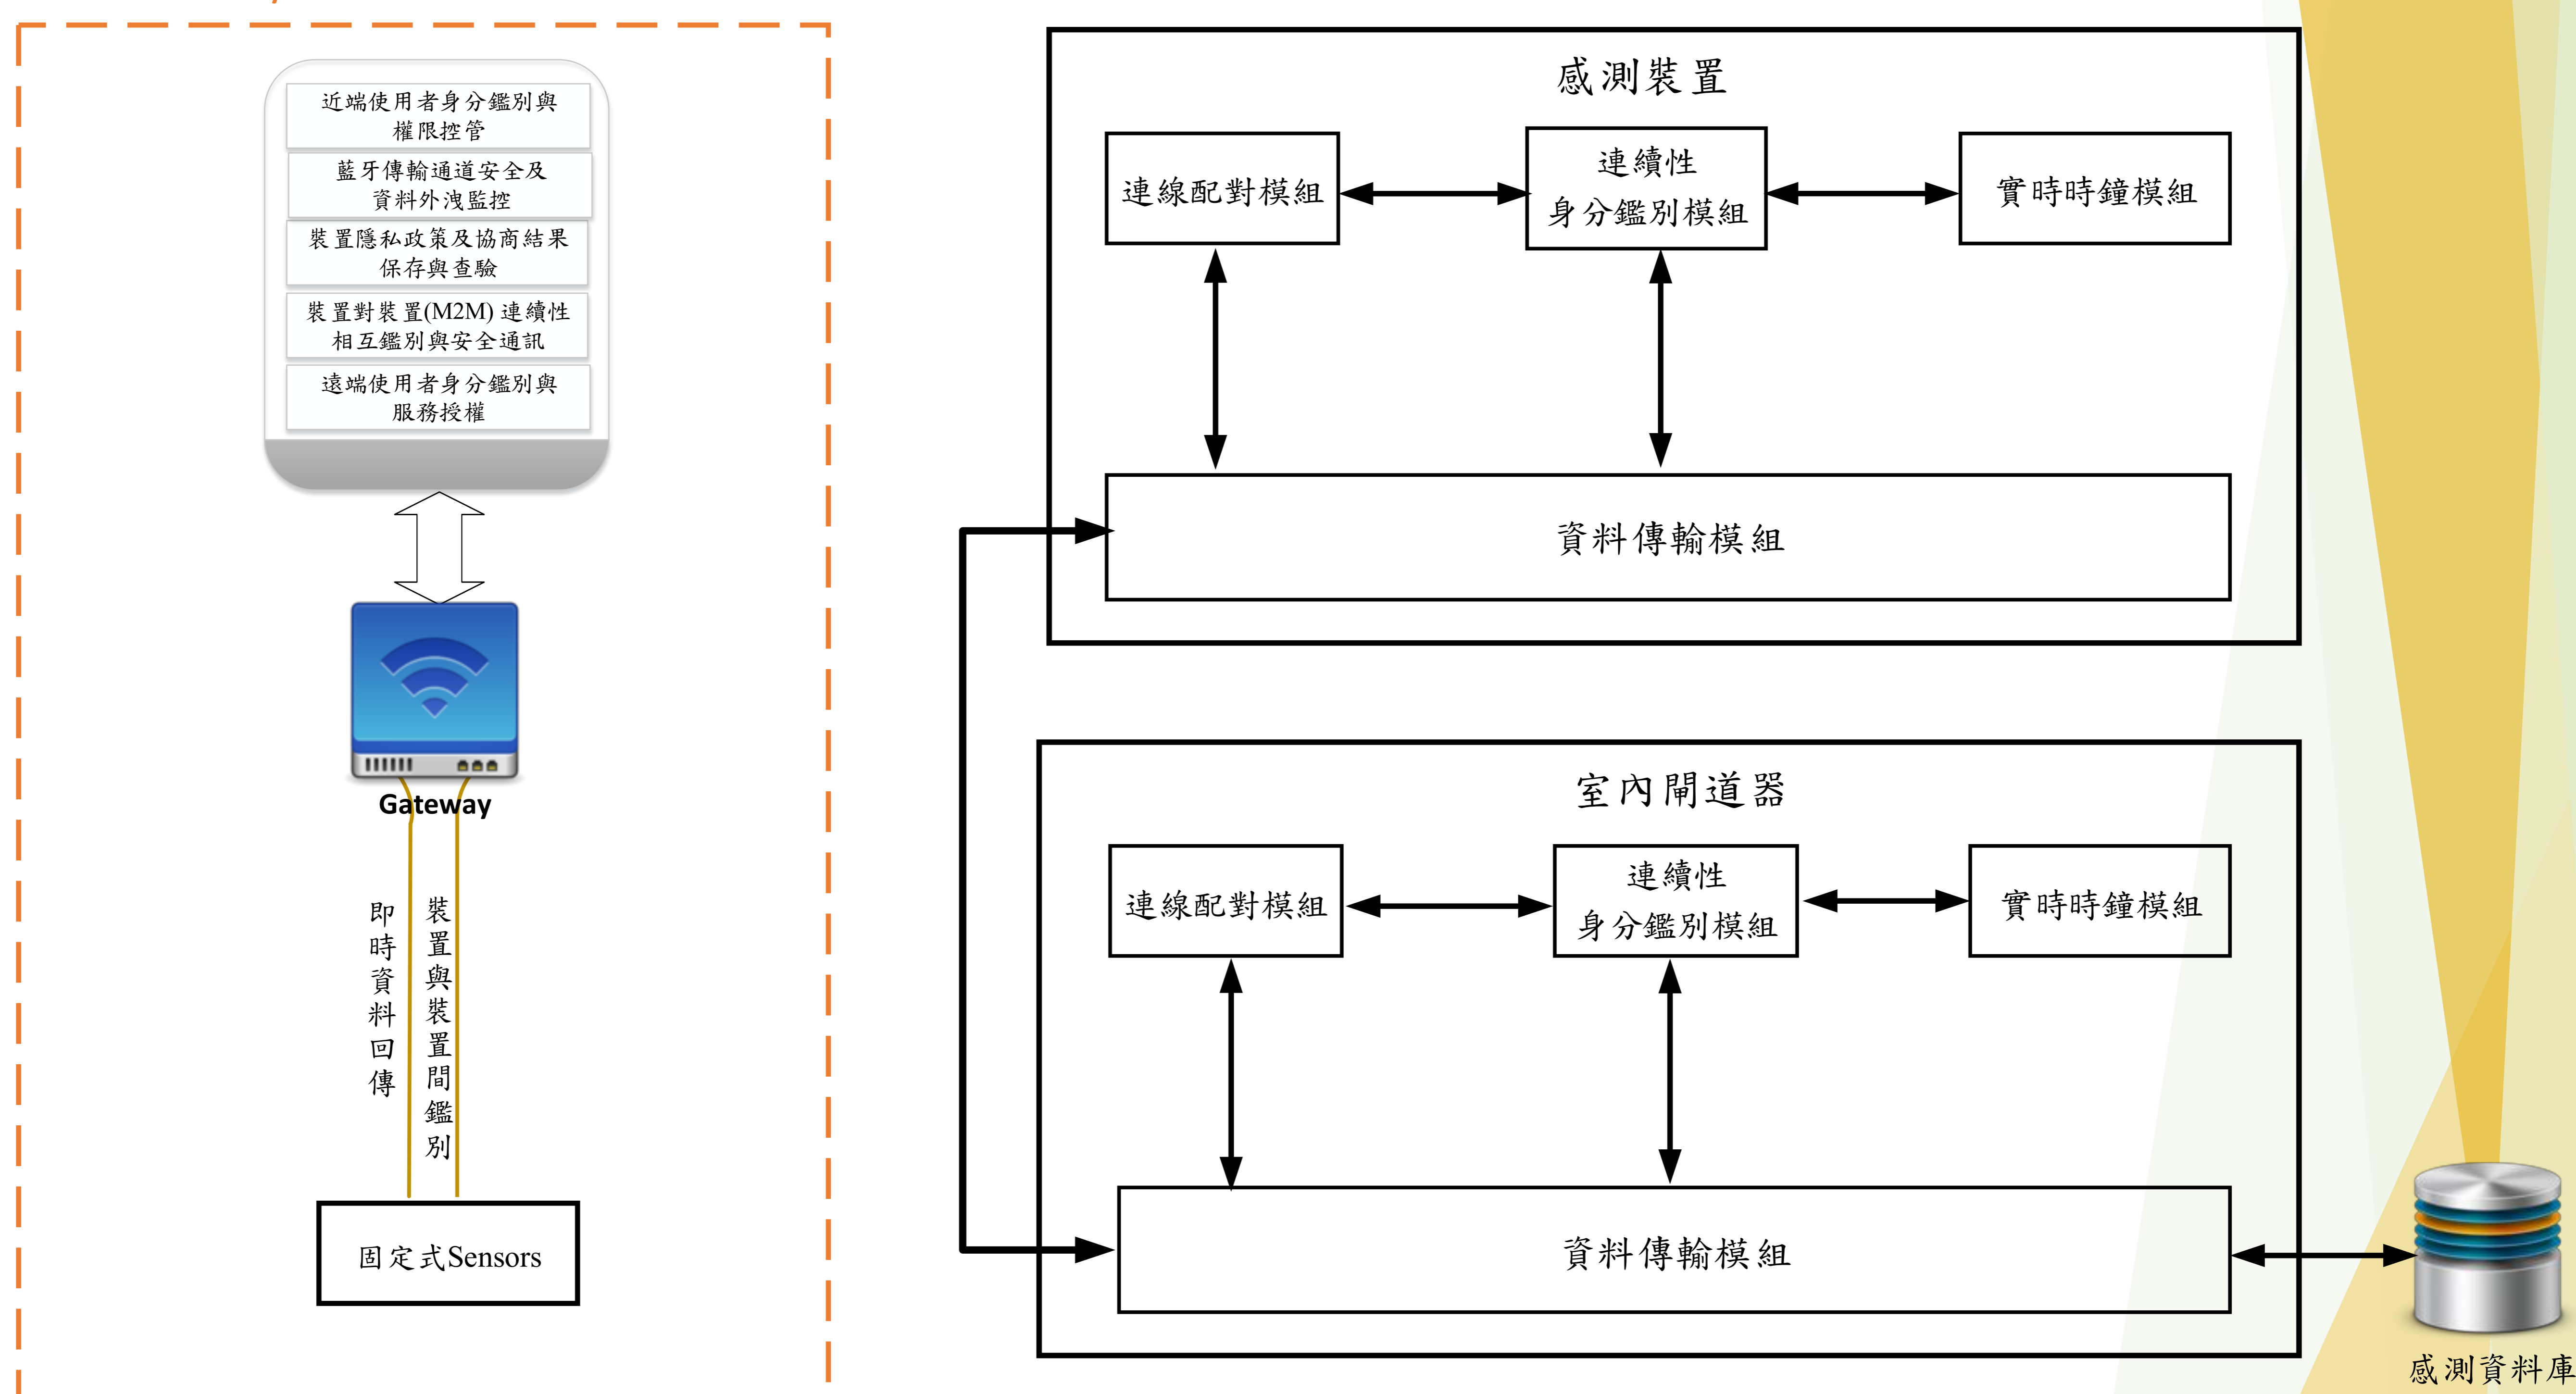 近端使用者身分鑑別與
權限控管
藍牙傳輸通道安全及
資料外洩監控
裝置隱私政策及協商結果
保存與查驗
裝置對裝置(M2M) 連續性
相互鑑別與安全通訊
遠端使用者身分鑑別與
服務授權
Gateway
即時資料回傳
裝置與裝置間鑑別
固定式Sensors
感測裝置
連線配對模組
連續性
身分鑑別模組
實時時鐘模組
資料傳輸模組
室內閘道器
連線配對模組
連續性
身分鑑別模組
實時時鐘模組
資料傳輸模組
感測資料庫